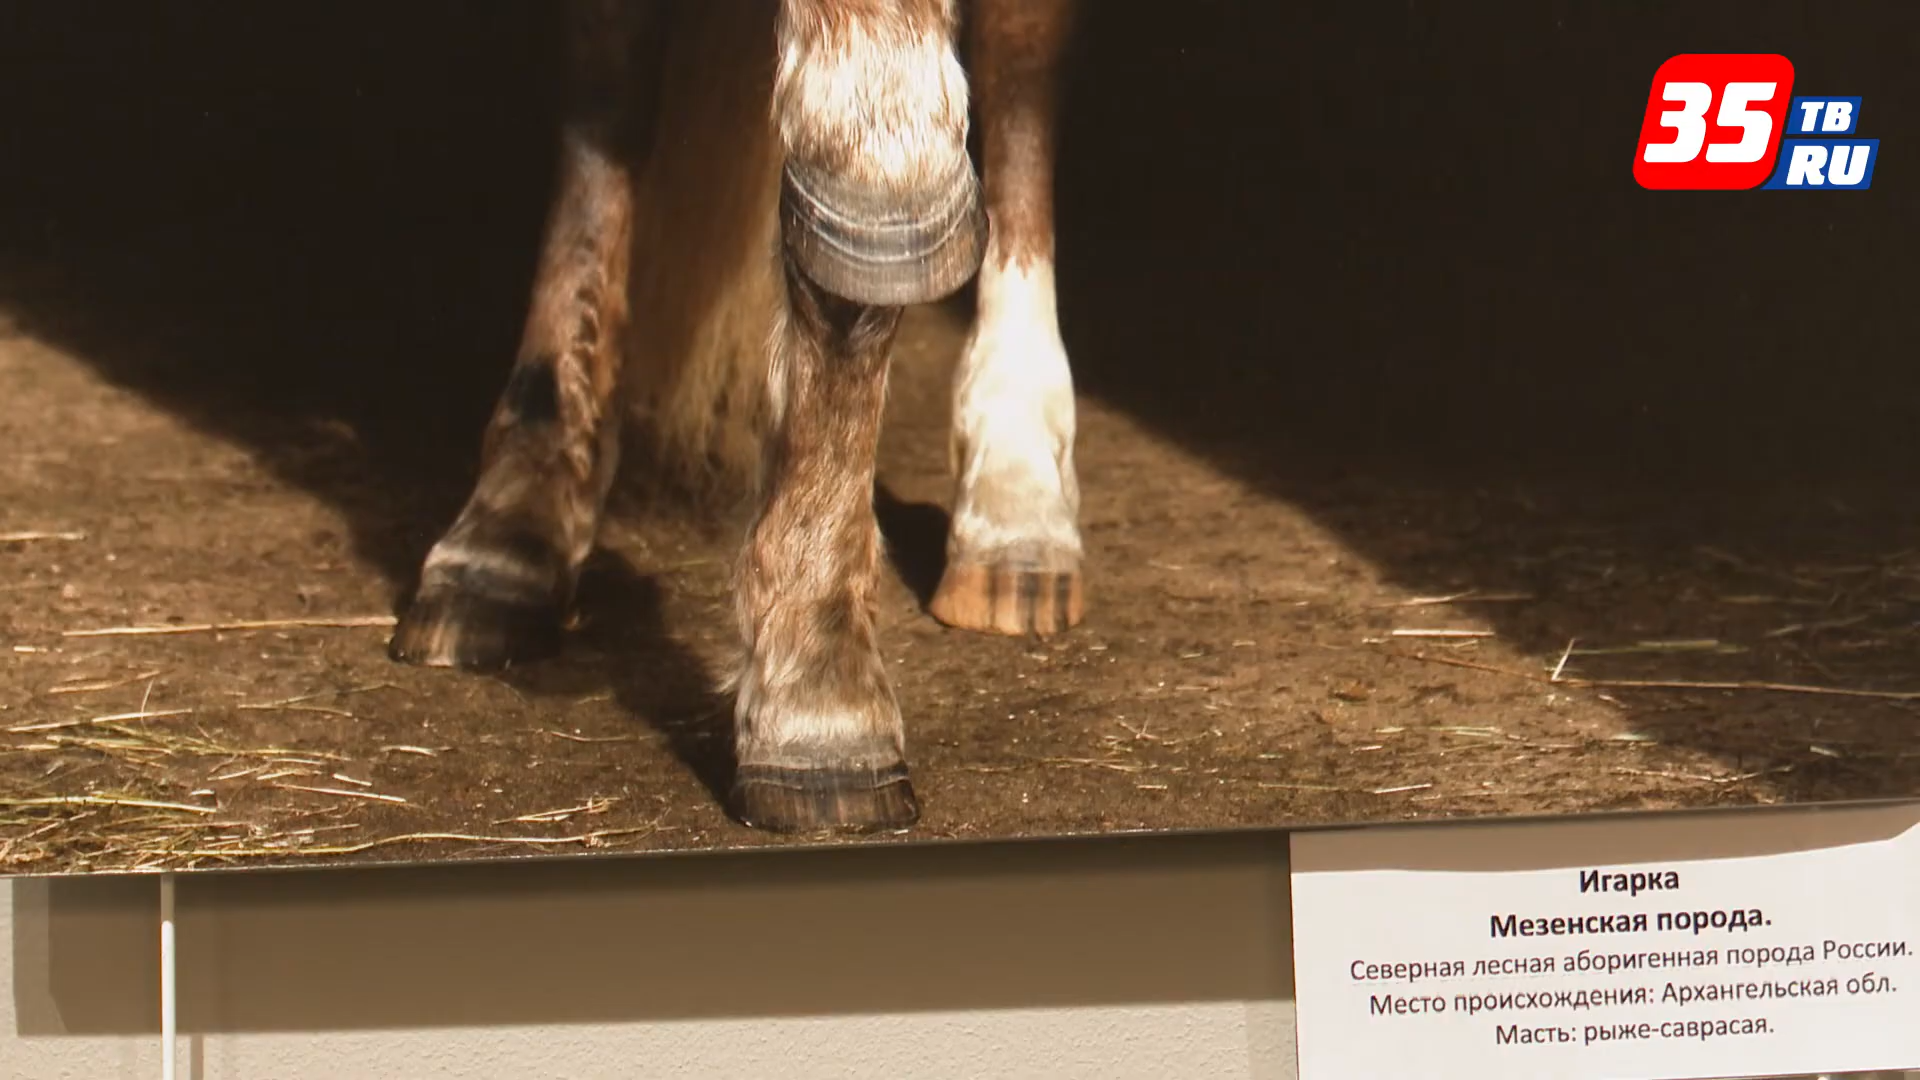 35
ТВ
RU
Игарка
Мезенская порода.
Северная лесная аборигенная порода России.
Место происхождения: Архангельская обл.
Масть: рыже-саврасая.